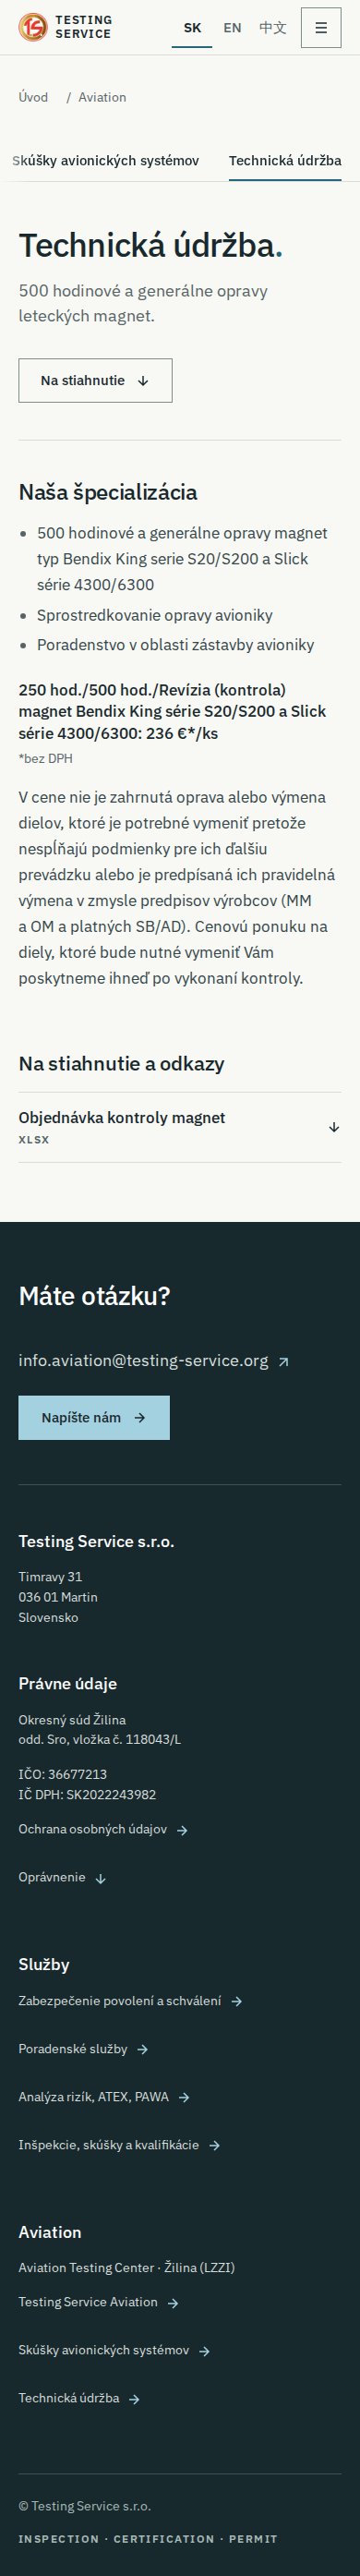 TESTING
SERVICE
SK EN 中文
Úvod / Aviation
Skúšky avionických systémov Technická údržba
Technická údržba.
500 hodinové a generálne opravy
leteckých magnet.
Na stiahnutie ↓
Naša špecializácia
• 500 hodinové a generálne opravy magnet
typ Bendix King serie S20/S200 a Slick
série 4300/6300
• Sprostredkovanie opravy avioniky
• Poradenstvo v oblasti zástavby avioniky
250 hod./500 hod./Revízia (kontrola)
magnet Bendix King série S20/S200 a Slick
série 4300/6300: 236 €*/ks
*bez DPH
V cene nie je zahrnutá oprava alebo výmena
dielov, ktoré je potrebné vymeniť pretože
nespĺňajú podmienky pre ich ďalšiu
prevádzku alebo je predpísaná ich pravidelná
výmena v zmysle predpisov výrobcov (MM
a OM a platných SB/AD). Cenovú ponuku na
diely, ktoré bude nutné vymeniť Vám
poskytneme ihneď po vykonaní kontroly.
Na stiahnutie a odkazy
Objednávka kontroly magnet ↓
XLSX
Máte otázku?
info.aviation@testing-service.org ↗
Napíšte nám →
Testing Service s.r.o.
Timravy 31
036 01 Martin
Slovensko
Právne údaje
Okresný súd Žilina
odd. Sro, vložka č. 118043/L
IČO: 36677213
IČ DPH: SK2022243982
Ochrana osobných údajov →
Oprávnenie ↓
Služby
Zabezpečenie povolení a schválení →
Poradenské služby →
Analýza rizík, ATEX, PAWA →
Inšpekcie, skúšky a kvalifikácie →
Aviation
Aviation Testing Center · Žilina (LZZI)
Testing Service Aviation →
Skúšky avionických systémov →
Technická údržba →
© Testing Service s.r.o.
INSPECTION · CERTIFICATION · PERMIT